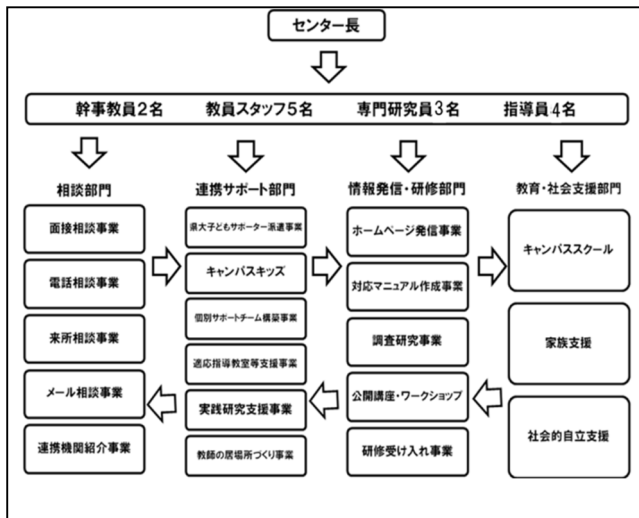 センター長
幹事教員2名 教員スタッフ5名 専門研究員3名 指導員4名
相談部門
面接相談事業
電話相談事業
来所相談事業
メール相談事業
連携機関紹介事業
連携サポート部門
県大子どもサポーター派遣事業
キャンパスキッズ
個別サポートチーム構築事業
適応指導教室等支援事業
実践研究支援事業
教師の居場所づくり事業
情報発信・研修部門
ホームページ発信事業
対応マニュアル作成事業
調査研究事業
公開講座・ワークショップ
研修受け入れ事業
教育・社会支援部門
キャンパススクール
家族支援
社会的自立支援